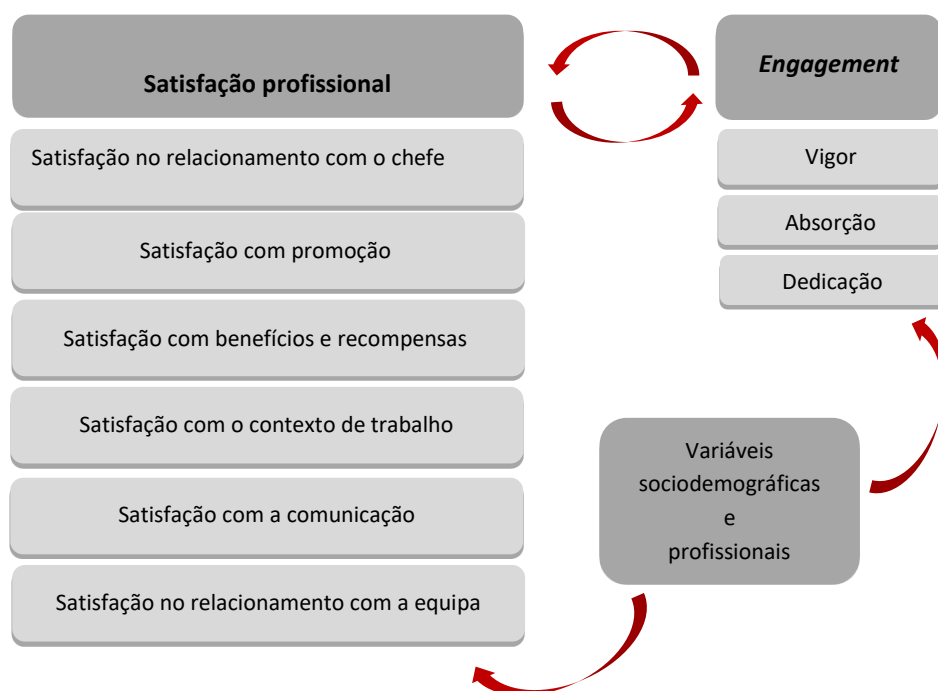 Satisfação profissional
Satisfação no relacionamento com o chefe
Satisfação com promoção
Satisfação com benefícios e recompensas
Satisfação com o contexto de trabalho
Satisfação com a comunicação
Satisfação no relacionamento com a equipa
Engagement
Vigor
Absorção
Dedicação
Variáveis
sociodemográficas
e
profissionais